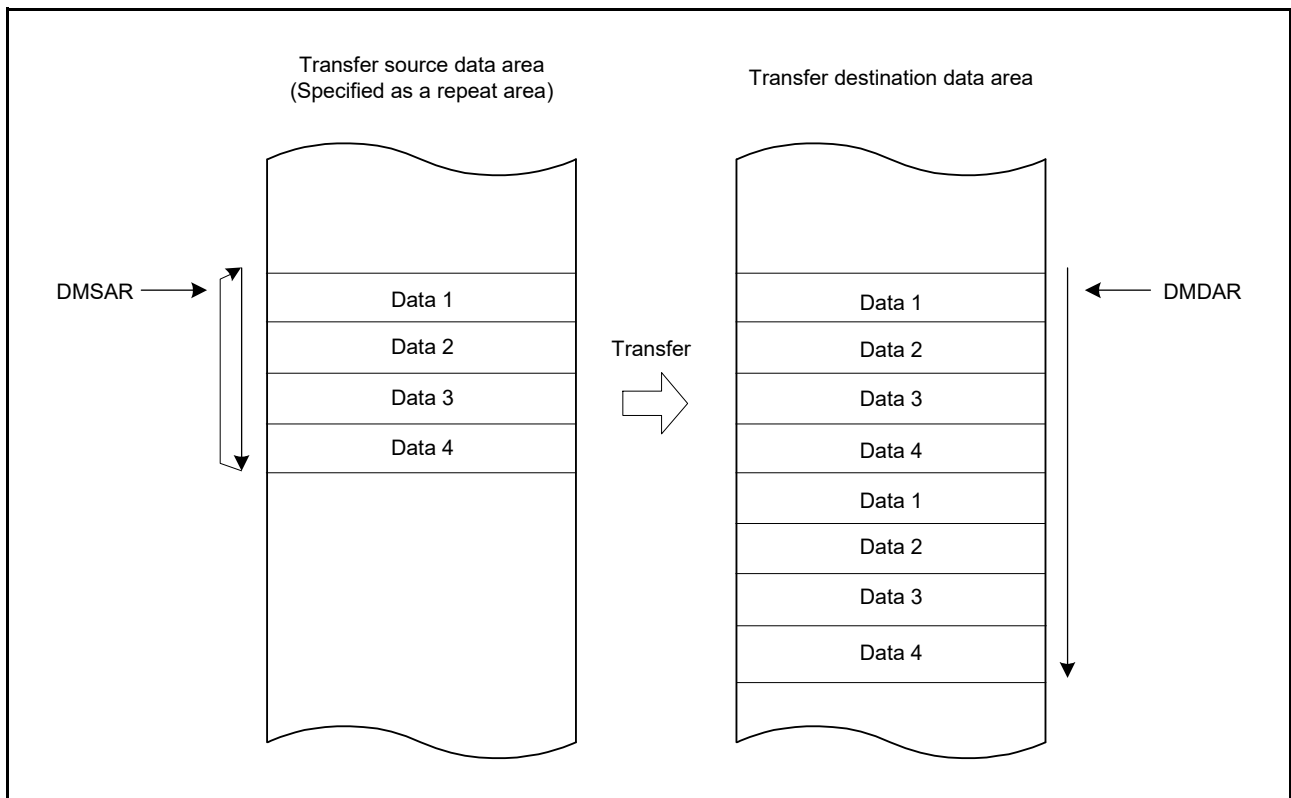 Transfer source data area
(Specified as a repeat area)
Transfer destination data area
DMSAR
Data 1
Data 2
Data 3
Data 4
Transfer
Data 1
Data 2
Data 3
Data 4
Data 1
Data 2
Data 3
Data 4
DMDAR